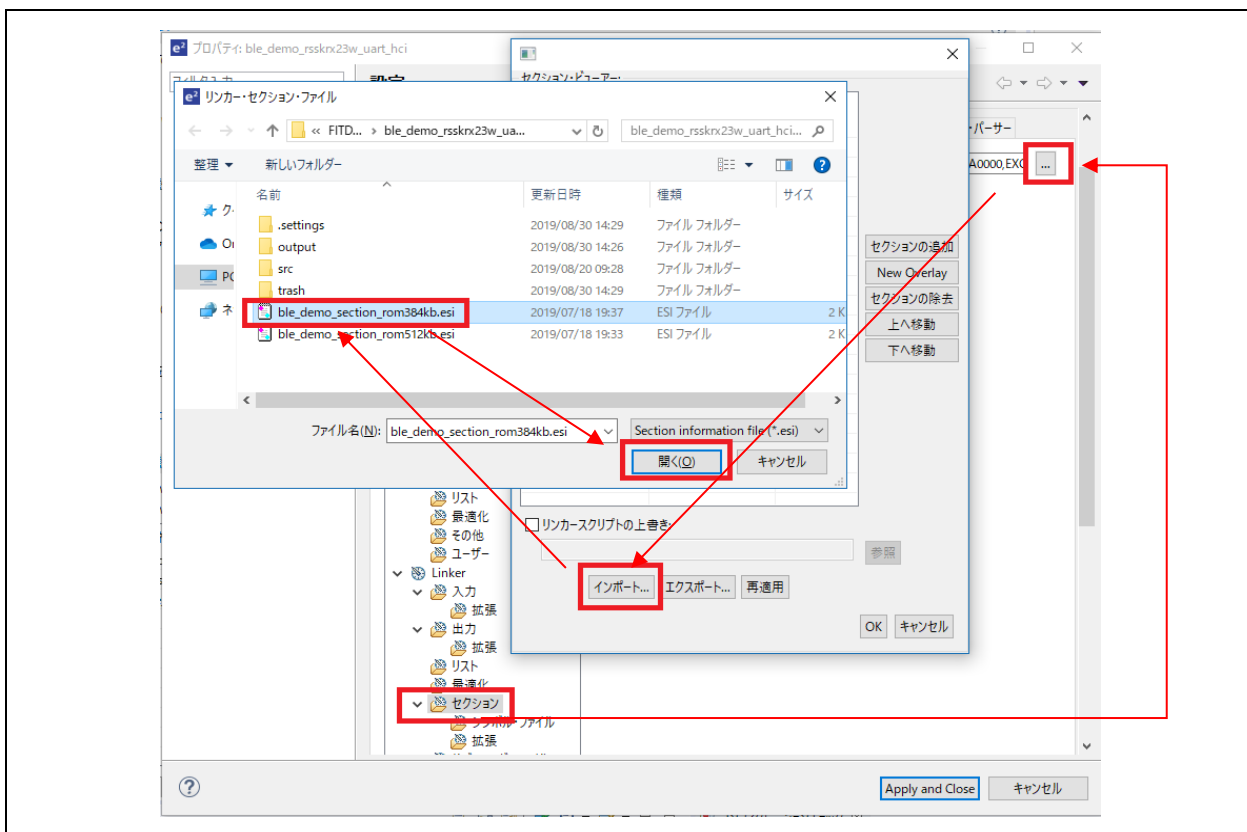 プロパティ: ble_demo_rsskrx23w_uart_hci
設定
セクション・ビューアー:
リンカー・セクション・ファイル
« FITD... › ble_demo_rsskrx23w_ua...
ble_demo_rsskrx23w_uart_hci...
・パーサー
整理
新しいフォルダー
A0000,EX
...
名前
更新日時
種類
サイズ
.settings
2019/08/30 14:29
ファイル フォルダー
output
2019/08/30 14:26
ファイル フォルダー
src
2019/08/20 09:28
ファイル フォルダー
trash
2019/08/30 14:29
ファイル フォルダー
ble_demo_section_rom384kb.esi
2019/07/18 19:37
ESI ファイル
2 K
ble_demo_section_rom512kb.esi
2019/07/18 19:33
ESI ファイル
2 K
ク
PC
ネ
セクションの追加
New Overlay
セクションの除去
上へ移動
下へ移動
ファイル名(N):
ble_demo_section_rom384kb.esi
Section information file (*.esi)
開く(O)
キャンセル
リスト
最適化
その他
ユーザー
リンカースクリプトの上書き:
参照
Linker
入力
拡張
出力
拡張
リスト
最適化
セクション
シンボル・ファイル
拡張
インポート...
エクスポート...
再適用
OK
キャンセル
Apply and Close
キャンセル